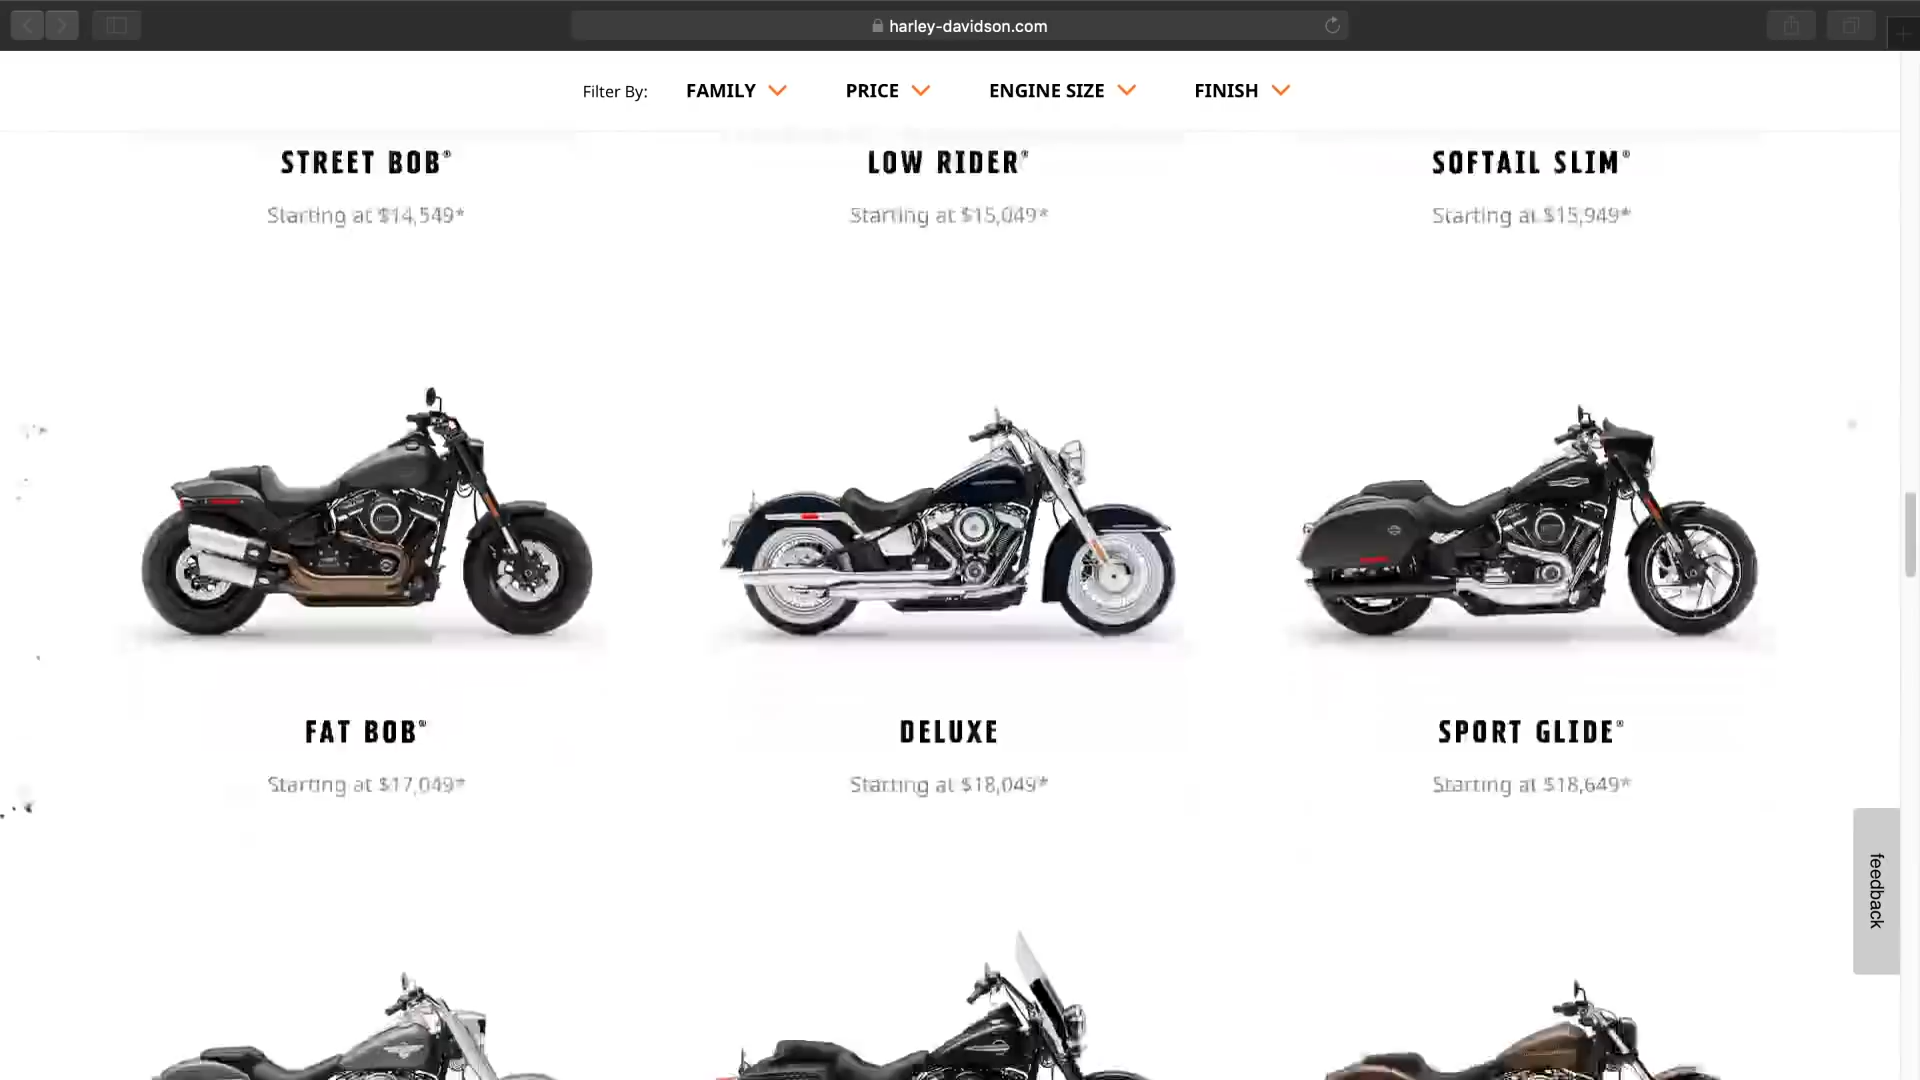 harley-davidson.com
Filter By: FAMILY PRICE ENGINE SIZE FINISH
STREET BOB® LOW RIDER® SOFTAIL SLIM®
Starting at $14,549* Starting at $15,049* Starting at $15,949*
FAT BOB® DELUXE SPORT GLIDE®
Starting at $17,049* Starting at $18,049* Starting at $18,649*
feedback